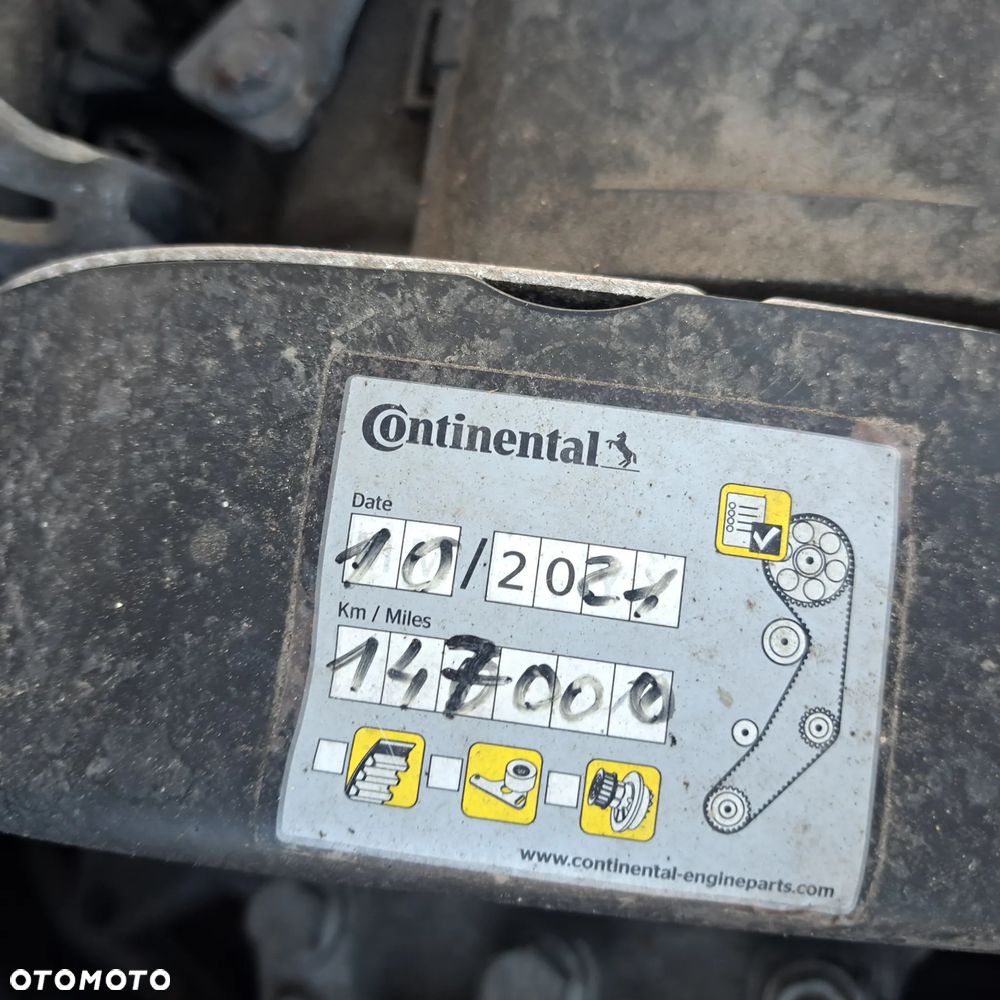 Continental
Date
10/2021
Km / Miles
147000
www.continental-engineparts.com
OTOMOTO